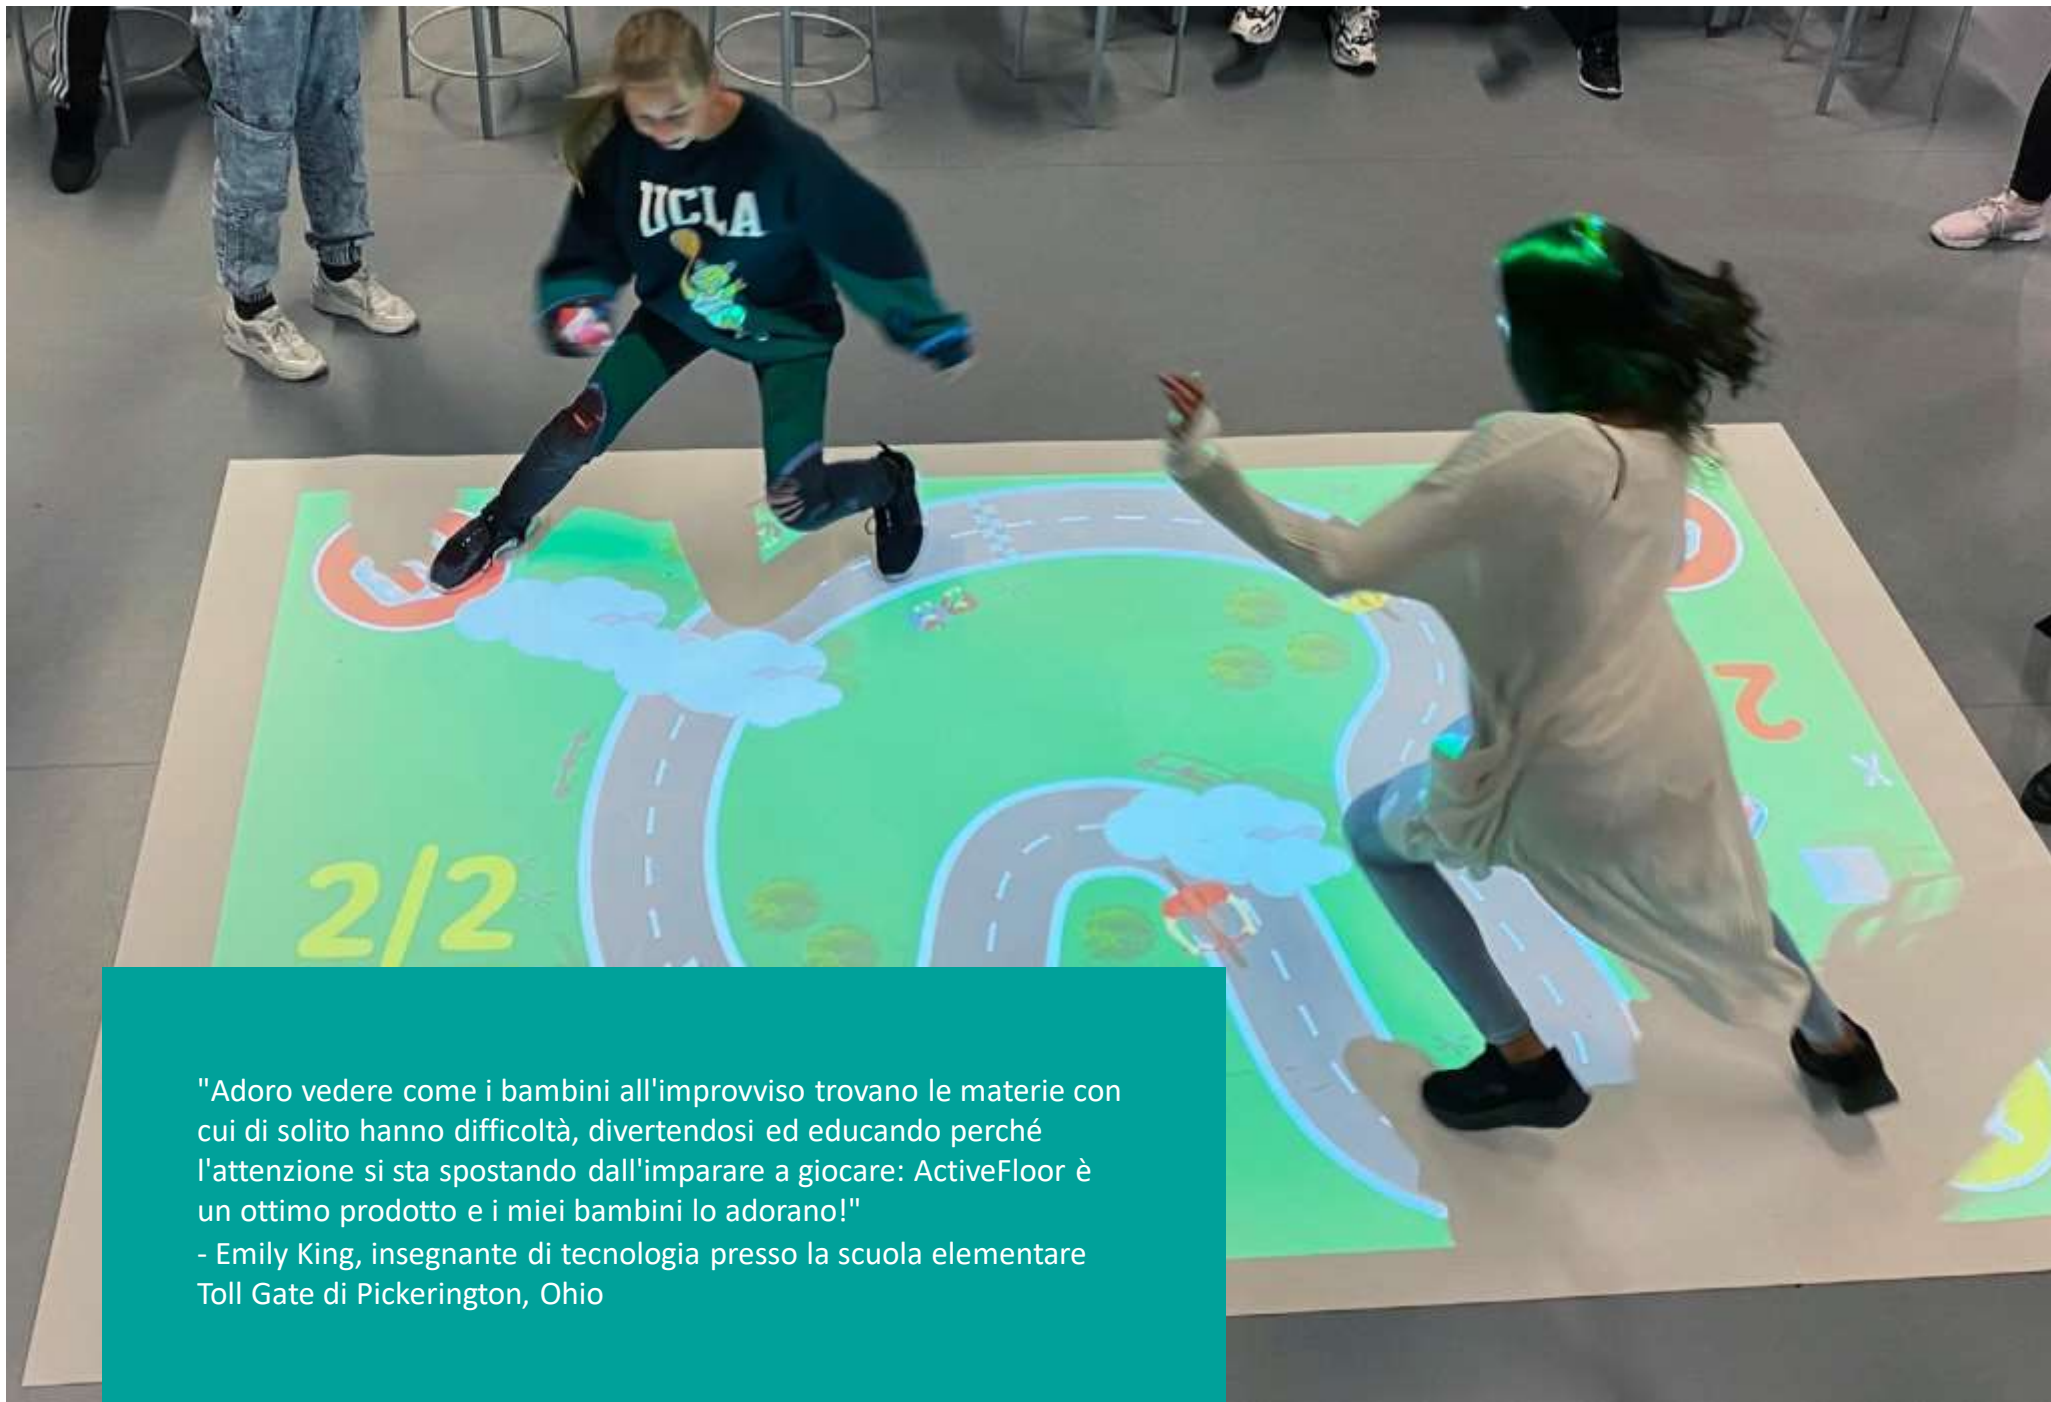 UCLA
2
2/2
"Adoro vedere come i bambini all'improvviso trovano le materie con
cui di solito hanno difficoltà, divertendosi ed educando perché
l'attenzione si sta spostando dall'imparare a giocare: ActiveFloor è
un ottimo prodotto e i miei bambini lo adorano!"
- Emily King, insegnante di tecnologia presso la scuola elementare
Toll Gate di Pickerington, Ohio